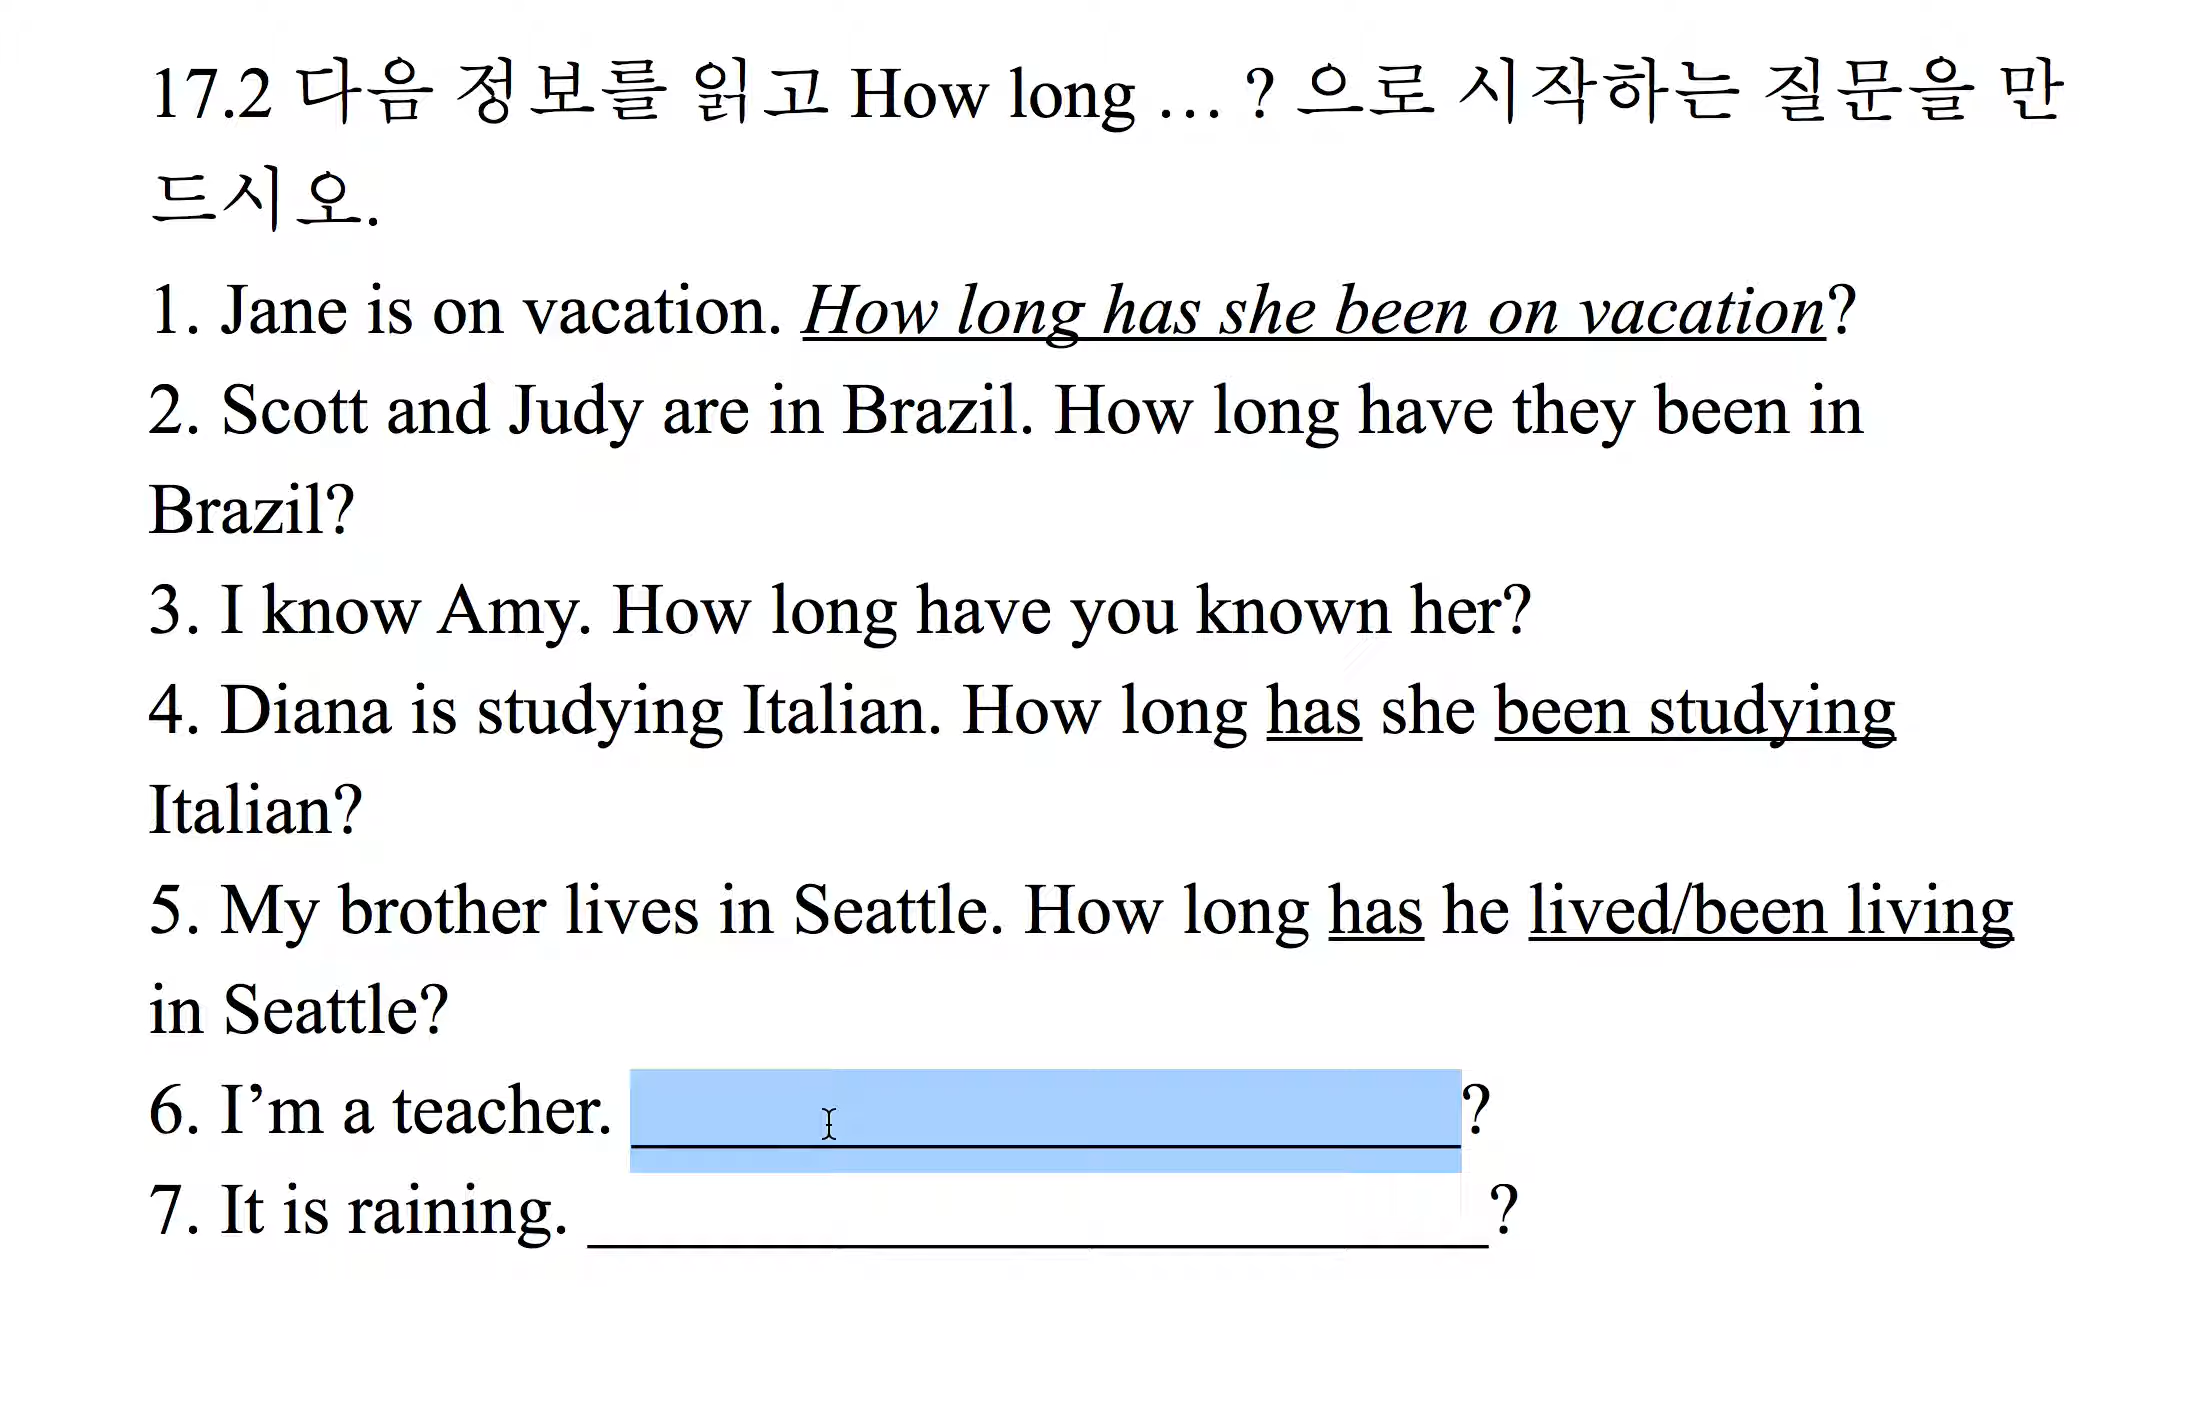 17.2 다음 정보를 읽고 How long … ? 으로 시작하는 질문을 만
드시오.
1. Jane is on vacation. How long has she been on vacation?
2. Scott and Judy are in Brazil. How long have they been in
Brazil?
3. I know Amy. How long have you known her?
4. Diana is studying Italian. How long has she been studying
Italian?
5. My brother lives in Seattle. How long has he lived/been living
in Seattle?
6. I’m a teacher. ____________________?
7. It is raining. ____________________?